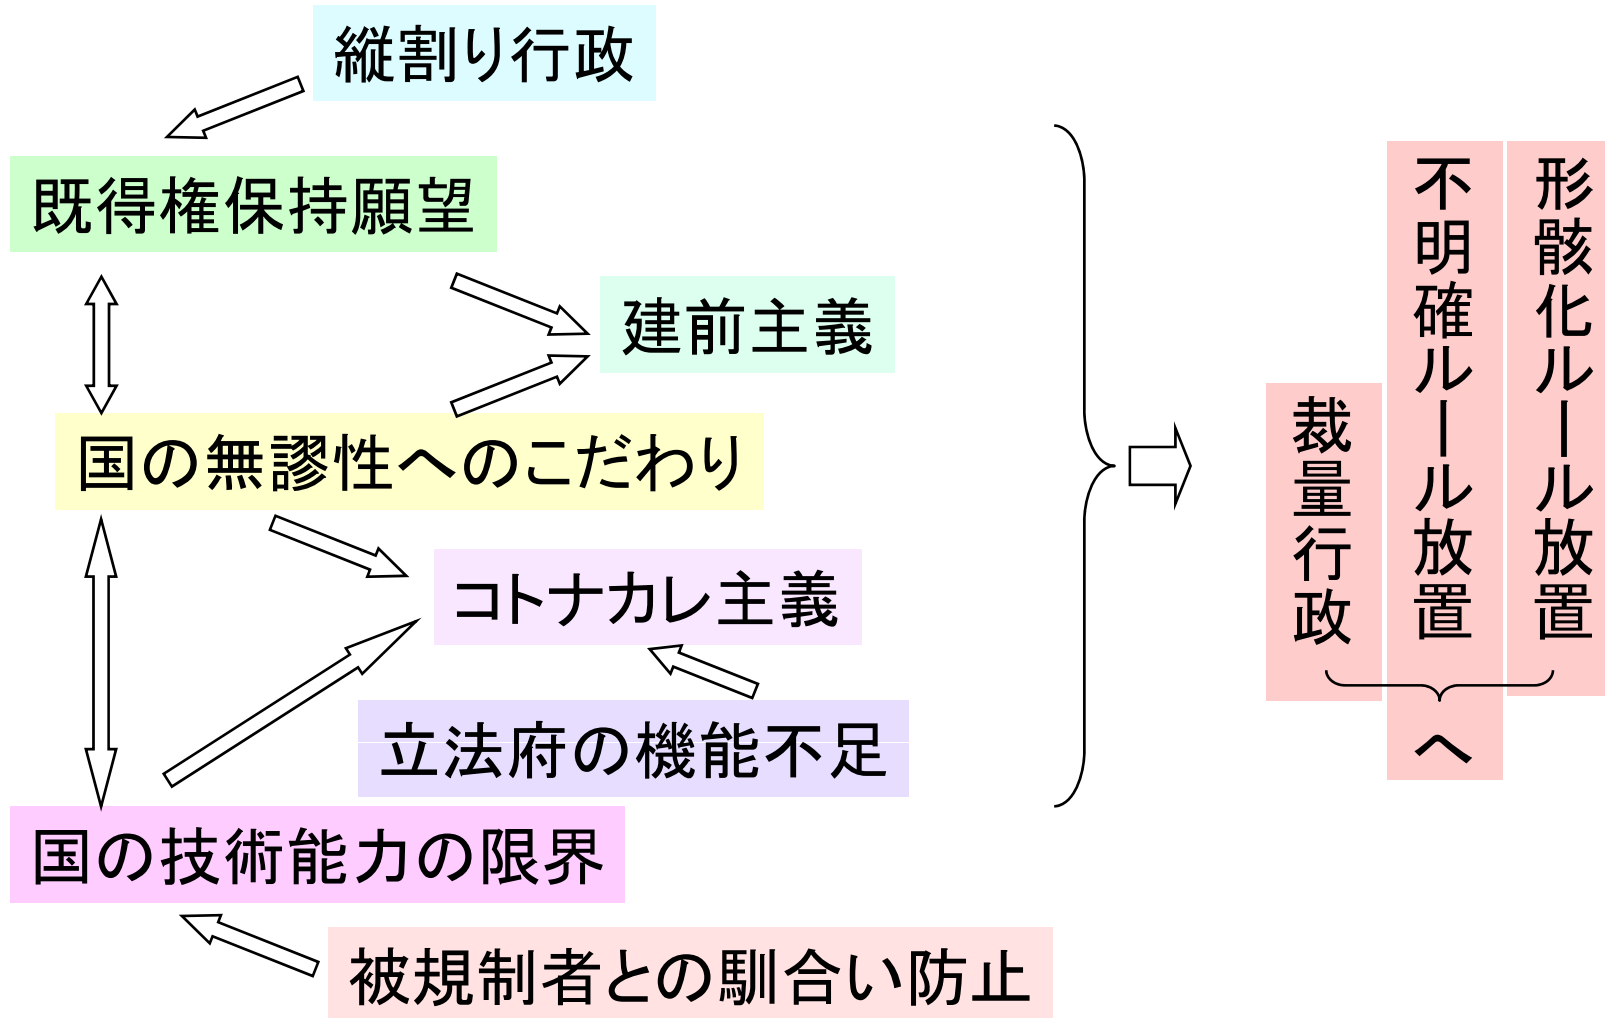 縦割り行政
既得権保持願望
建前主義
国の無謬性へのこだわり
コトナカレ主義
立法府の機能不足
国の技術能力の限界
被規制者との馴合い防止
形骸化ルール放置
不明確ルール放置
裁量行政
へ